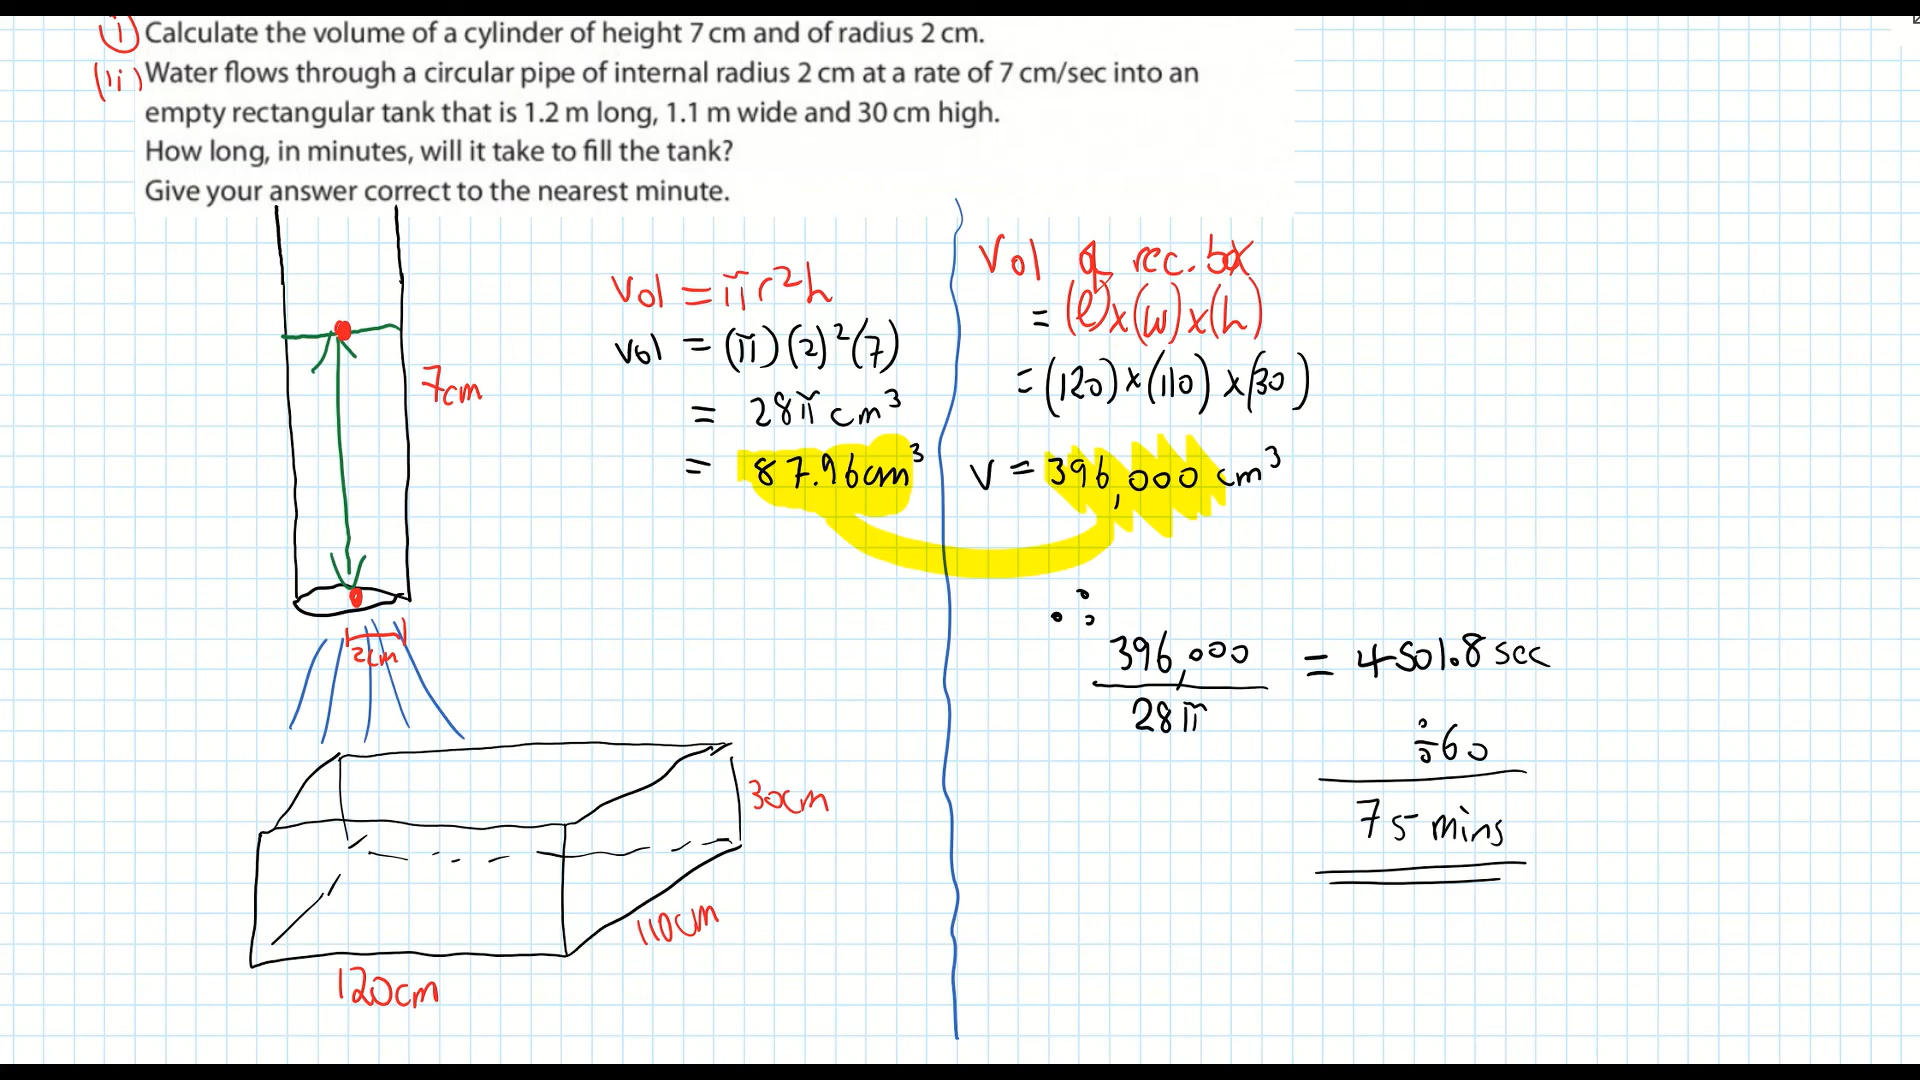 (i) Calculate the volume of a cylinder of height 7 cm and of radius 2 cm.
(ii) Water flows through a circular pipe of internal radius 2 cm at a rate of 7 cm/sec into an
empty rectangular tank that is 1.2 m long, 1.1 m wide and 30 cm high.
How long, in minutes, will it take to fill the tank?
Give your answer correct to the nearest minute.
7cm
2cm
30cm
110cm
120cm
Vol = πr²h
Vol = (π)(2)²(7)
= 28π cm³
= 87.96cm³
Vol of rec. box
= (l)×(w)×(h)
= (120)×(110)×(30)
V = 396,000 cm³
∴
396,000 = 4501.8 sec
28π
÷60
75 mins